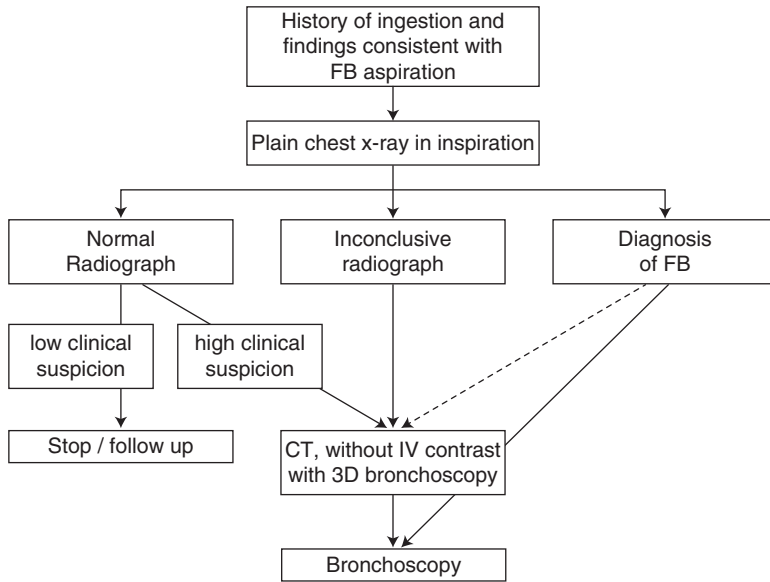 History of ingestion and
findings consistent with
FB aspiration
Plain chest x-ray in inspiration
Normal
Radiograph
Inconclusive
radiograph
Diagnosis
of FB
low clinical
suspicion
high clinical
suspicion
Stop / follow up
CT, without IV contrast
with 3D bronchoscopy
Bronchoscopy